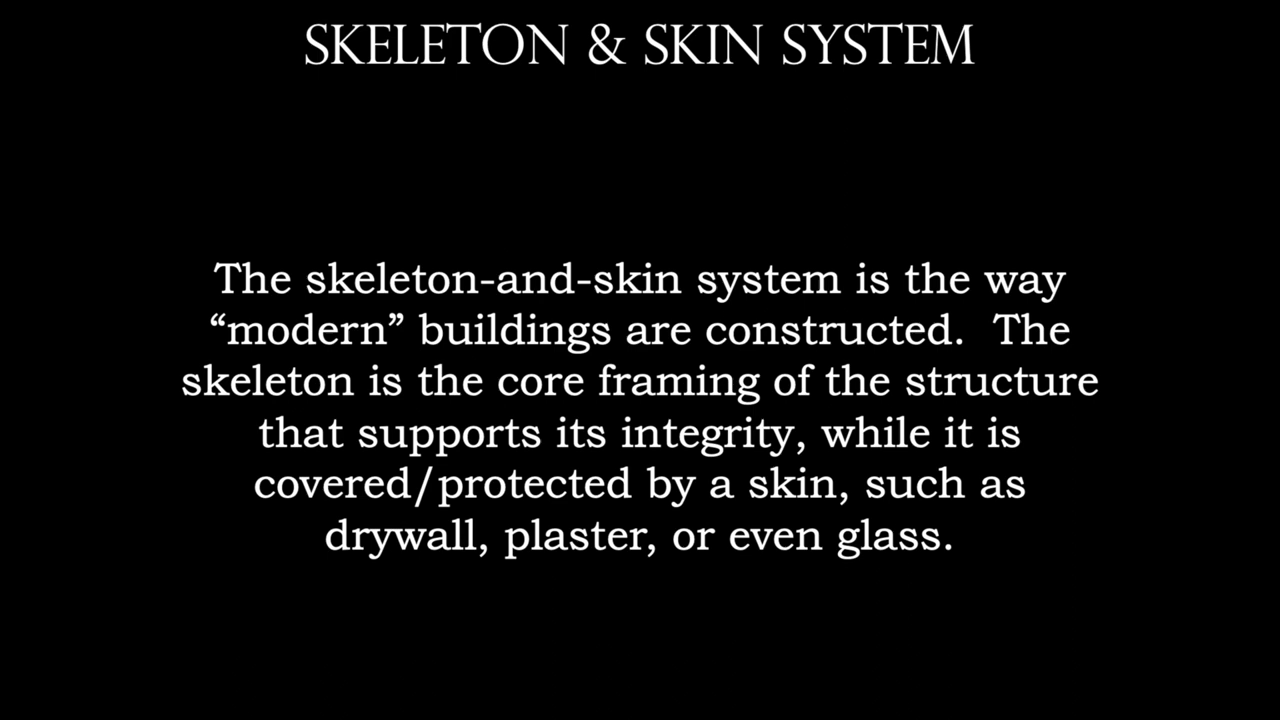 SKELETON & SKIN SYSTEM
The skeleton-and-skin system is the way
“modern” buildings are constructed.  The
skeleton is the core framing of the structure
that supports its integrity, while it is
covered/protected by a skin, such as
drywall, plaster, or even glass.